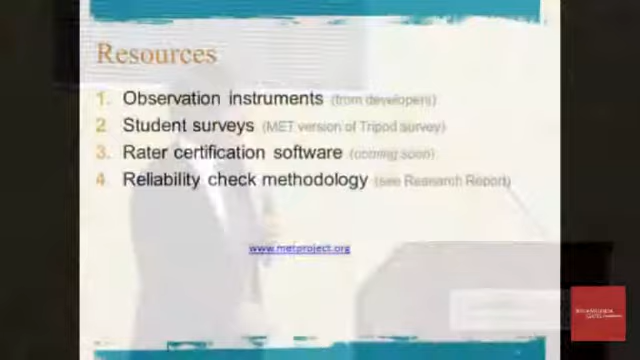 Resources
1. Observation instruments (from developers)
2 Student surveys (MET version of Tripod survey)
3. Rater certification software (coming soon)
4 Reliability check methodology (see Research Report)
www.metproject.org